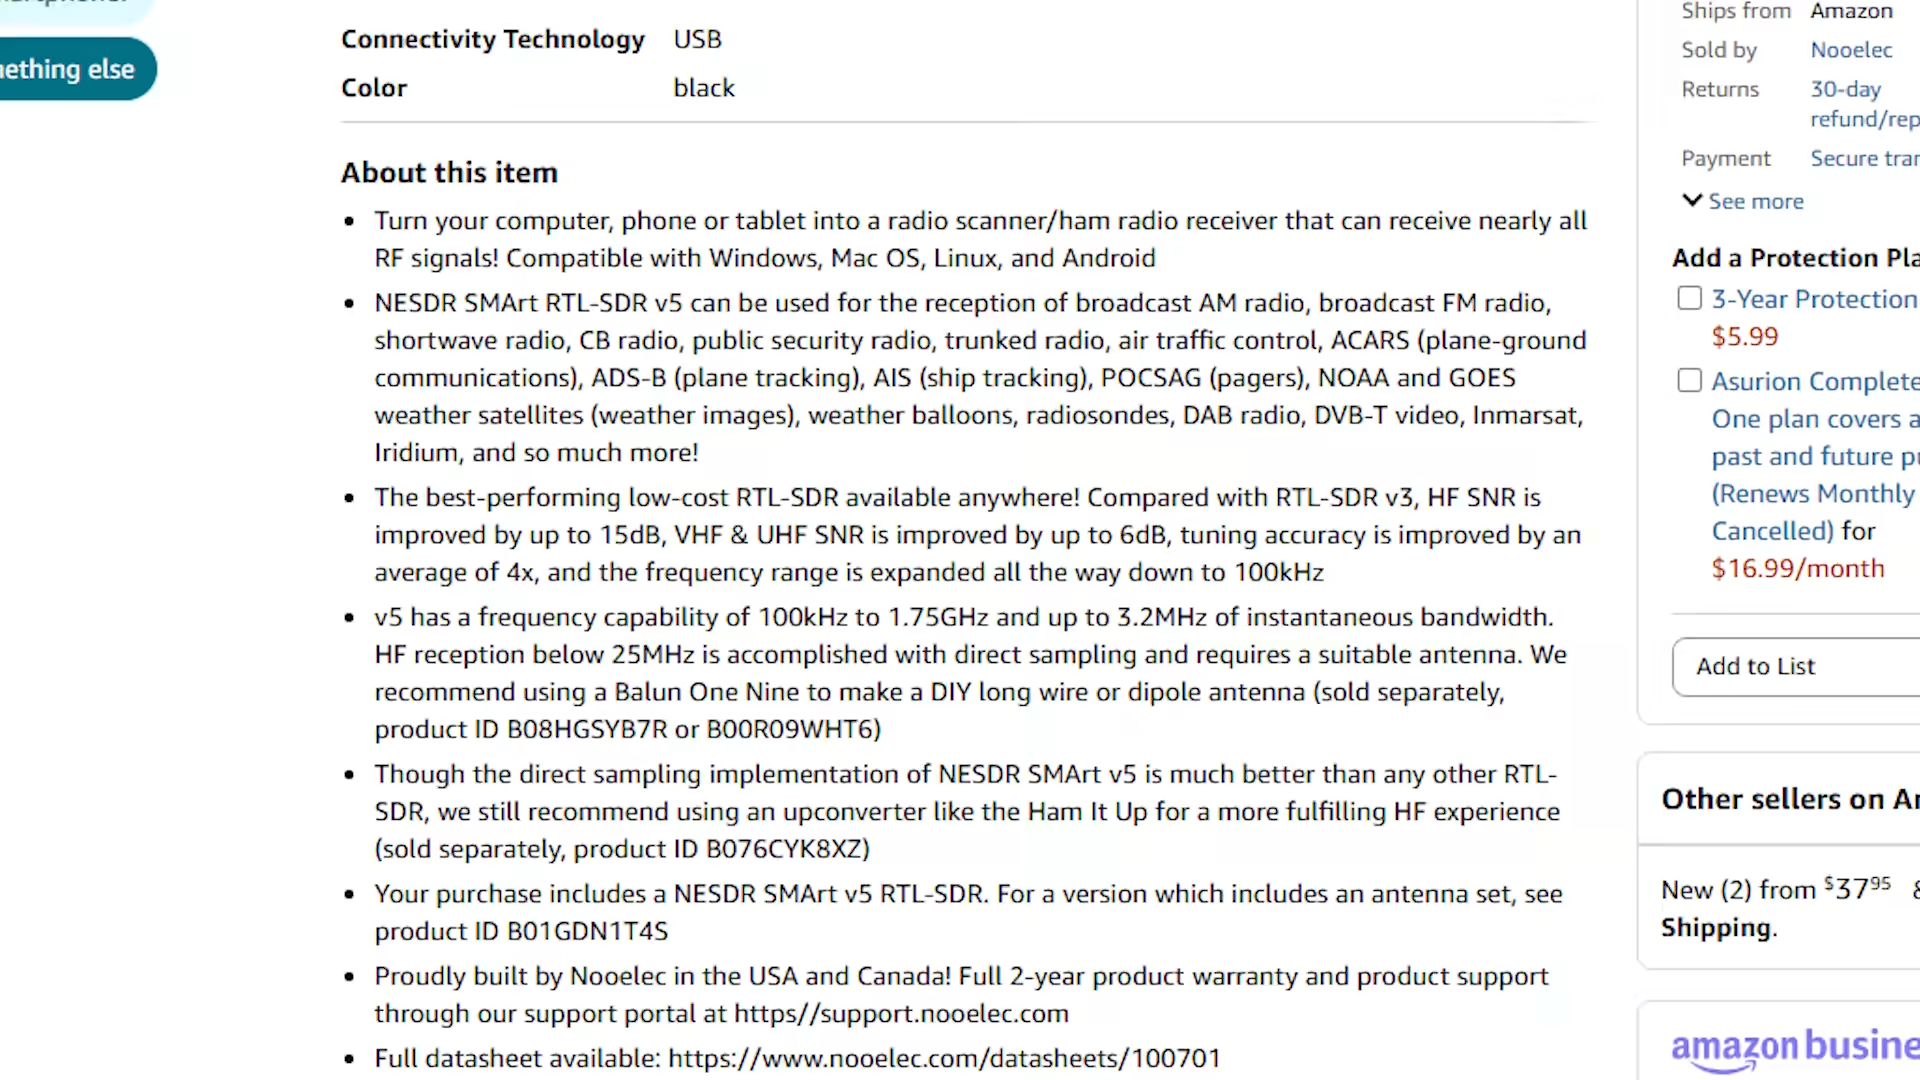 ething else
Connectivity Technology USB
Color black
About this item
Turn your computer, phone or tablet into a radio scanner/ham radio receiver that can receive nearly all
RF signals! Compatible with Windows, Mac OS, Linux, and Android
NESDR SMArt RTL-SDR v5 can be used for the reception of broadcast AM radio, broadcast FM radio,
shortwave radio, CB radio, public security radio, trunked radio, air traffic control, ACARS (plane-ground
communications), ADS-B (plane tracking), AIS (ship tracking), POCSAG (pagers), NOAA and GOES
weather satellites (weather images), weather balloons, radiosondes, DAB radio, DVB-T video, Inmarsat,
Iridium, and so much more!
The best-performing low-cost RTL-SDR available anywhere! Compared with RTL-SDR v3, HF SNR is
improved by up to 15dB, VHF & UHF SNR is improved by up to 6dB, tuning accuracy is improved by an
average of 4x, and the frequency range is expanded all the way down to 100kHz
v5 has a frequency capability of 100kHz to 1.75GHz and up to 3.2MHz of instantaneous bandwidth.
HF reception below 25MHz is accomplished with direct sampling and requires a suitable antenna. We
recommend using a Balun One Nine to make a DIY long wire or dipole antenna (sold separately,
product ID B08HGSYB7R or B00R09WHT6)
Though the direct sampling implementation of NESDR SMArt v5 is much better than any other RTL-
SDR, we still recommend using an upconverter like the Ham It Up for a more fulfilling HF experience
(sold separately, product ID B076CYK8XZ)
Your purchase includes a NESDR SMArt v5 RTL-SDR. For a version which includes an antenna set, see
product ID B01GDN1T4S
Proudly built by Nooelec in the USA and Canada! Full 2-year product warranty and product support
through our support portal at https//support.nooelec.com
Full datasheet available: https://www.nooelec.com/datasheets/100701
Ships from Amazon
Sold by Nooelec
Returns 30-day
refund/rep
Payment Secure tra
See more
Add a Protection Pla
3-Year Protection
$5.99
Asurion Complete
One plan covers a
past and future pu
(Renews Monthly
Cancelled) for
$16.99/month
Add to List
Other sellers on A
New (2) from $3795 &
Shipping.
amazon busine